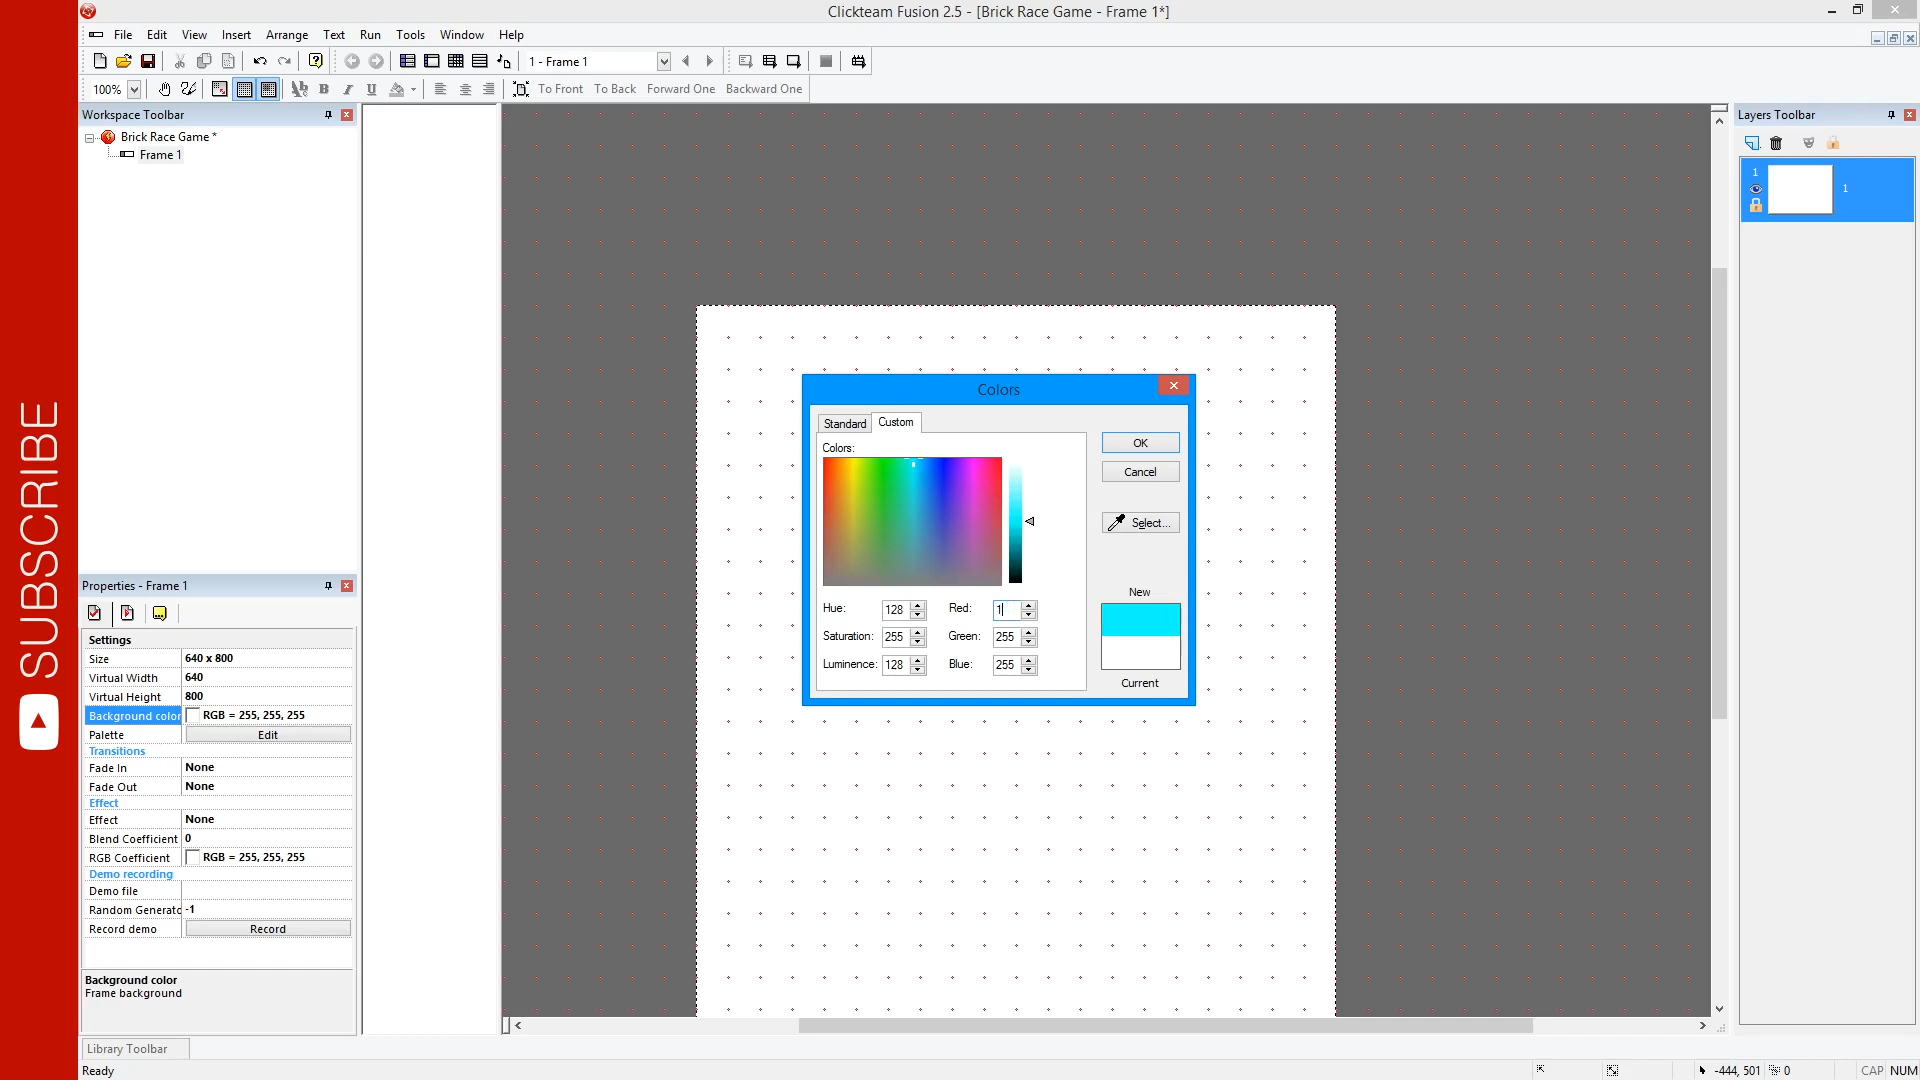 SUBSCRIBE
Clickteam Fusion 2.5 - [Brick Race Game - Frame 1*]
File Edit View Insert Arrange Text Run Tools Window Help
1 - Frame 1
100%
To Front To Back Forward One Backward One
Workspace Toolbar
Brick Race Game *
Frame 1
Layers Toolbar
1
1
Colors
Standard Custom
Colors:
OK
Cancel
Select...
Hue: 128 Red: 1
Saturation: 255 Green: 255
Luminence: 128 Blue: 255
New
Current
Properties - Frame 1
Settings
Size 640 x 800
Virtual Width 640
Virtual Height 800
Background color RGB = 255, 255, 255
Palette Edit
Transitions
Fade In None
Fade Out None
Effect
Effect None
Blend Coefficient 0
RGB Coefficient RGB = 255, 255, 255
Demo recording
Demo file
Random Generato -1
Record demo Record
Background color
Frame background
Library Toolbar
Ready
-444, 501 0 CAP NUM